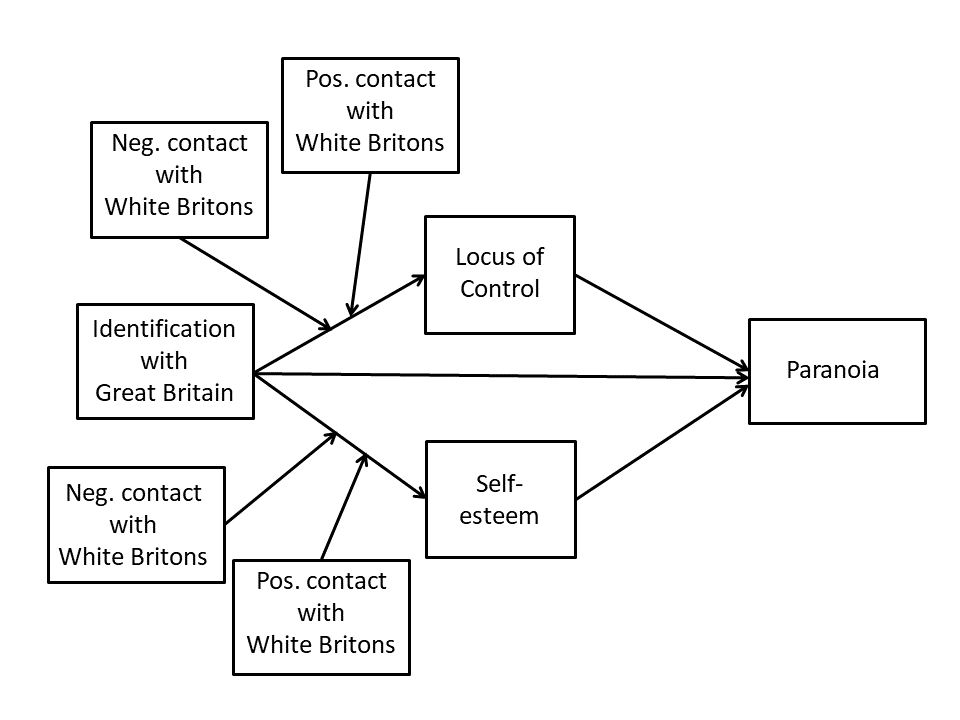 Pos. contact
with
White Britons
Neg. contact
with
White Britons
Locus of
Control
Identification
with
Great Britain
Paranoia
Neg. contact
with
White Britons
Self-
esteem
Pos. contact
with
White Britons